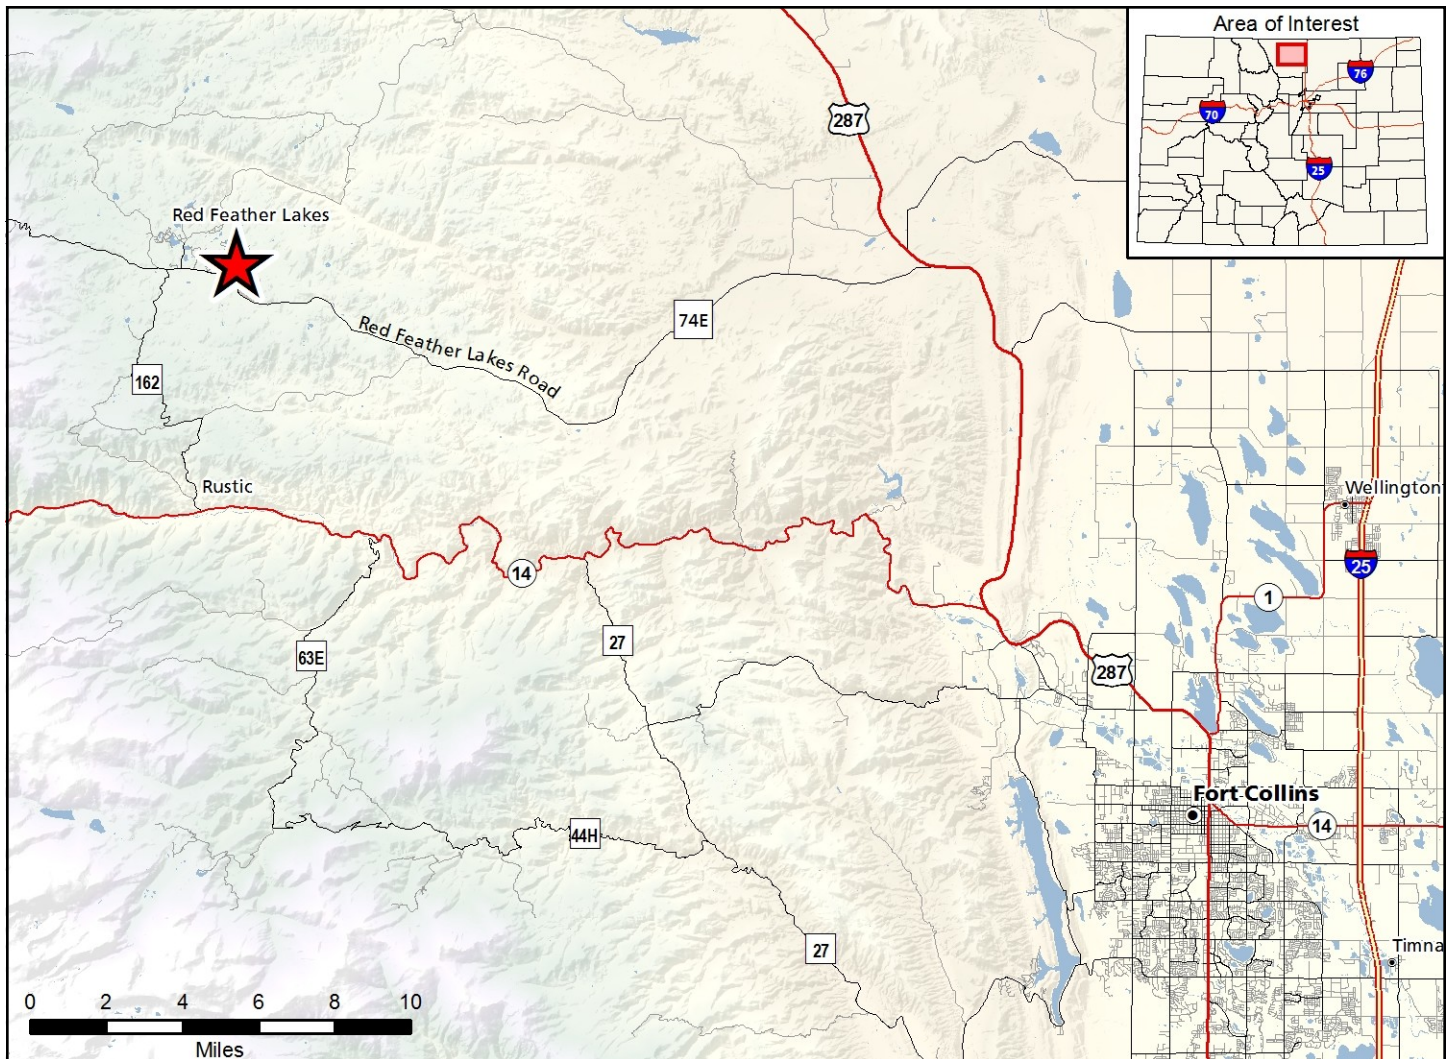 Area of Interest
76
70
25
287
Red Feather Lakes
74E
Red Feather Lakes Road
162
Rustic
Wellington
14
25
1
27
63E
287
Fort Collins
14
44H
27
Timna
0 2 4 6 8 10
Miles